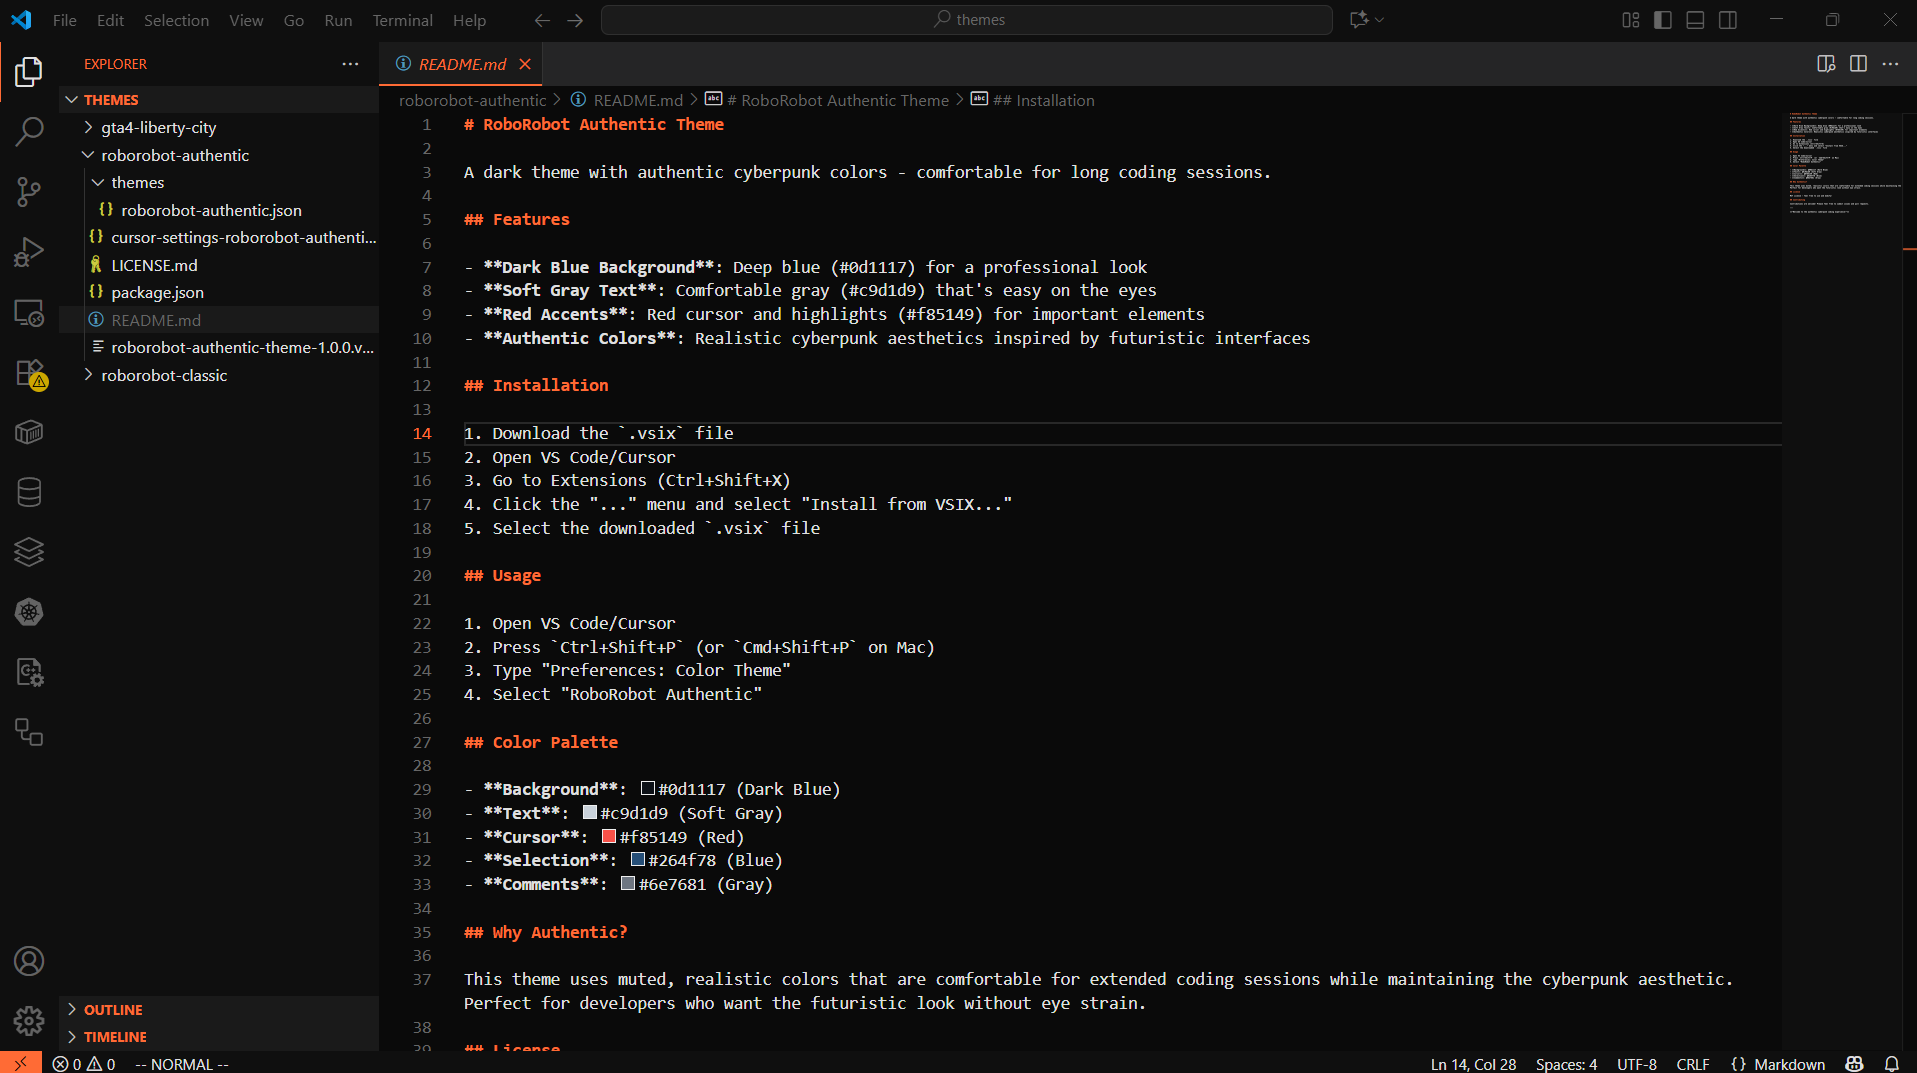 File Edit Selection View Go Run Terminal Help
themes
EXPLORER
THEMES
gta4-liberty-city
roborobot-authentic
themes
roborobot-authentic.json
cursor-settings-roborobot-authenti...
LICENSE.md
package.json
README.md
roborobot-authentic-theme-1.0.0.v...
roborobot-classic
OUTLINE
TIMELINE
README.md
roborobot-authentic > README.md > # RoboRobot Authentic Theme > ## Installation
1 # RoboRobot Authentic Theme
2
3 A dark theme with authentic cyberpunk colors - comfortable for long coding sessions.
4
5 ## Features
6
7 - **Dark Blue Background**: Deep blue (#0d1117) for a professional look
8 - **Soft Gray Text**: Comfortable gray (#c9d1d9) that's easy on the eyes
9 - **Red Accents**: Red cursor and highlights (#f85149) for important elements
10 - **Authentic Colors**: Realistic cyberpunk aesthetics inspired by futuristic interfaces
11
12 ## Installation
13
14 1. Download the `.vsix` file
15 2. Open VS Code/Cursor
16 3. Go to Extensions (Ctrl+Shift+X)
17 4. Click the "..." menu and select "Install from VSIX..."
18 5. Select the downloaded `.vsix` file
19
20 ## Usage
21
22 1. Open VS Code/Cursor
23 2. Press `Ctrl+Shift+P` (or `Cmd+Shift+P` on Mac)
24 3. Type "Preferences: Color Theme"
25 4. Select "RoboRobot Authentic"
26
27 ## Color Palette
28
29 - **Background**: #0d1117 (Dark Blue)
30 - **Text**: #c9d1d9 (Soft Gray)
31 - **Cursor**: #f85149 (Red)
32 - **Selection**: #264f78 (Blue)
33 - **Comments**: #6e7681 (Gray)
34
35 ## Why Authentic?
36
37 This theme uses muted, realistic colors that are comfortable for extended coding sessions while maintaining the cyberpunk aesthetic.
Perfect for developers who want the futuristic look without eye strain.
38
39 ## License
0 0 -- NORMAL -- Ln 14, Col 28 Spaces: 4 UTF-8 CRLF {} Markdown